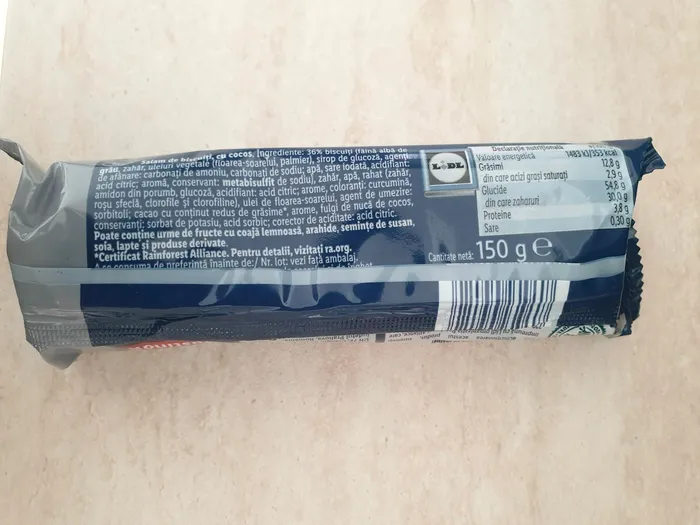 Salam de biscuiți, cu cocos. Ingrediente: 36% biscuiți (făină albă de
grâu, zahăr, uleiuri vegetale (floarea-soarelui, palmier), sirop de glucoză, agenți
de afânare: carbonați de amoniu, carbonați de sodiu; apă, sare iodată, acidifiant:
acid citric; aromă, conservant: metabisulfit de sodiu), zahăr, apă, rahat (zahăr,
amidon din porumb, glucoză, acidifiant: acid citric; arome, coloranți: curcumină,
roșu sfeclă, clorofile și clorofiline), ulei de floarea-soarelui, agent de umezire:
sorbitoli; cacao cu conținut redus de grăsime*, arome, fulgi de nucă de cocos,
conservanți: sorbat de potasiu, acid sorbic; corector de aciditate: acid citric.
Poate conține urme de fructe cu coajă lemnoasă, arahide, semințe de susan,
soia, lapte și produse derivate.
*Certificat Rainforest Alliance. Pentru detalii, vizitați ra.org.
A se consuma de preferință înainte de:/ Nr. lot: vezi față ambalaj.
LIDL
Declarație nutrițională
Valoare energetică 1483 kJ/353 kcal
Grăsimi 12,8 g
din care acizi grași saturați 2,9 g
Glucide 54,8 g
din care zaharuri 30,0 g
Proteine 3,8 g
Sare 0,30 g
Cantitate netă: 150 g e